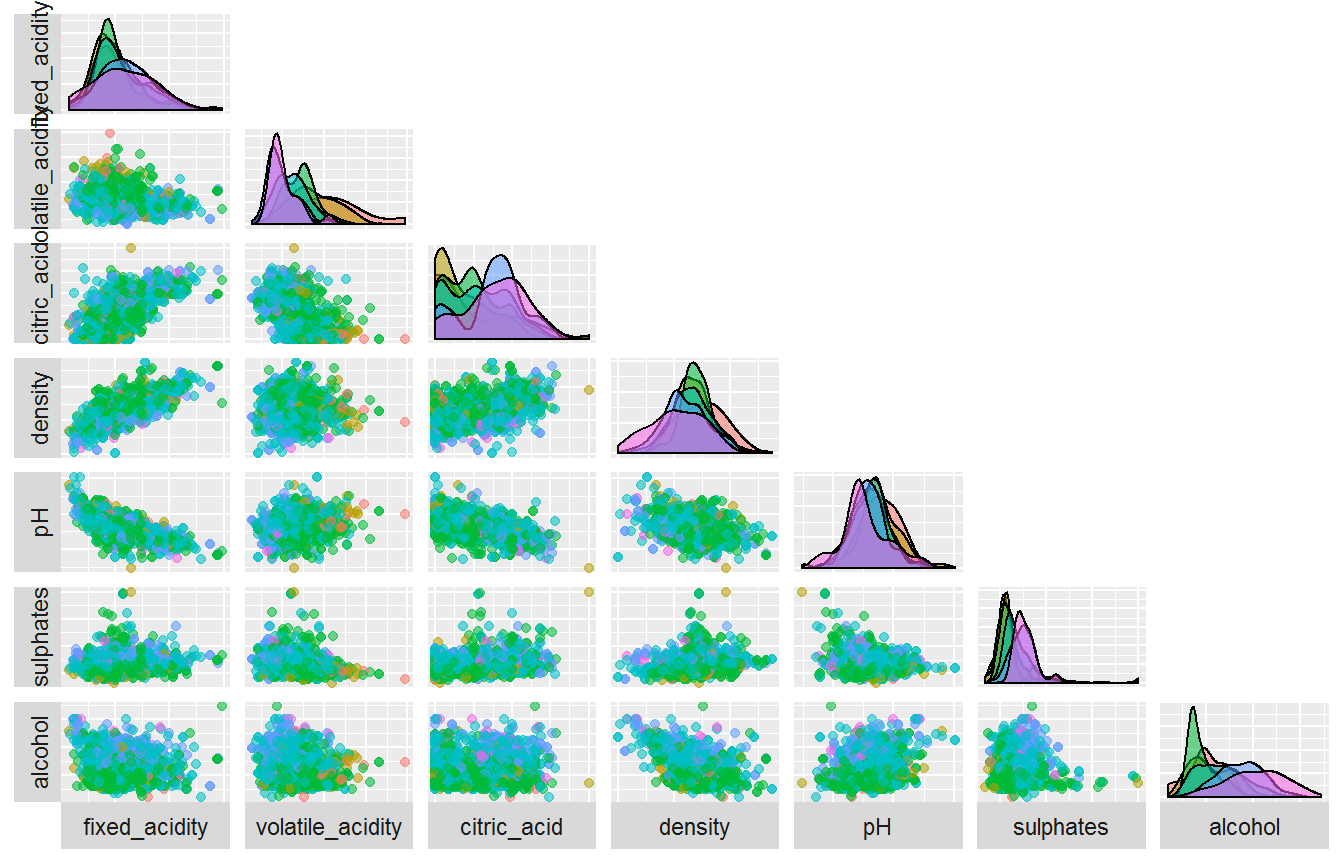 fixed_acidity
volatile_acidity
citric_acid
density
pH
sulphates
alcohol
fixed_acidity
volatile_acidity
citric_acid
density
pH
sulphates
alcohol